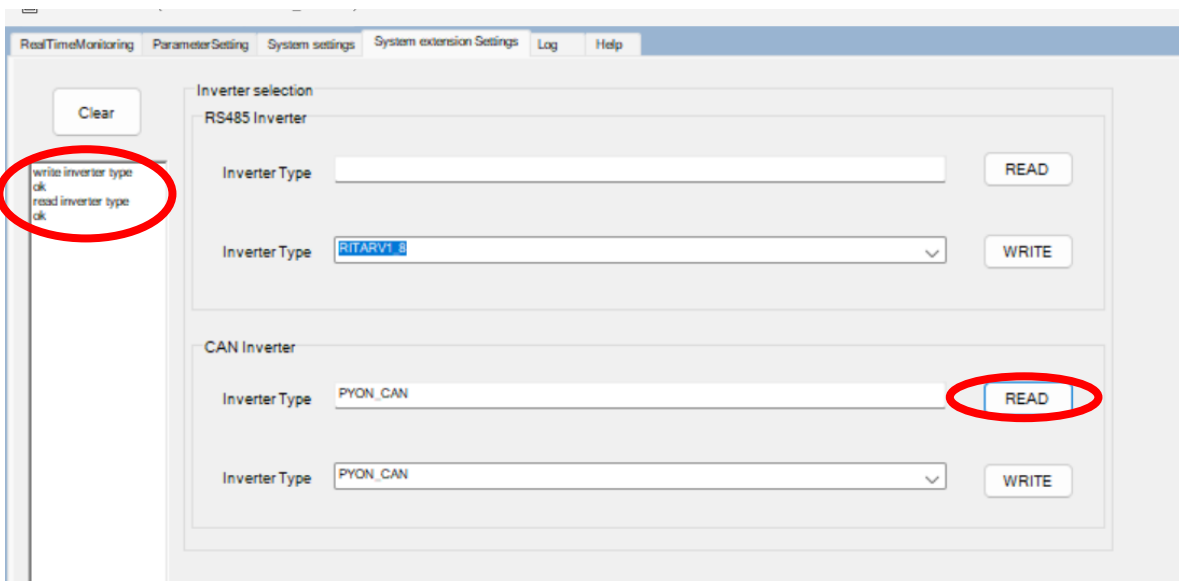 RealTimeMonitoring ParameterSetting System settings System extension Settings Log Help
Clear
write inverter type
ok
read inverter type
ok
Inverter selection
RS485 Inverter
Inverter Type READ
Inverter Type RITARV1_8 WRITE
CAN Inverter
Inverter Type PYON_CAN READ
Inverter Type PYON_CAN WRITE